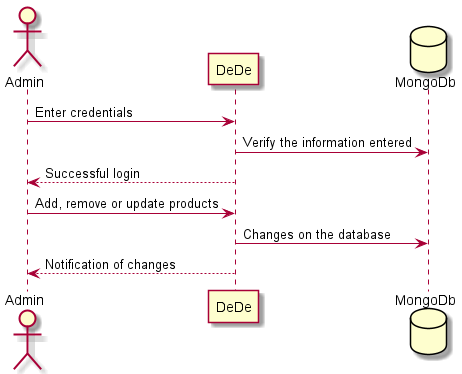 Admin
DeDe
MongoDb
Enter credentials
Verify the information entered
Successful login
Add, remove or update products
Changes on the database
Notification of changes
Admin
DeDe
MongoDb